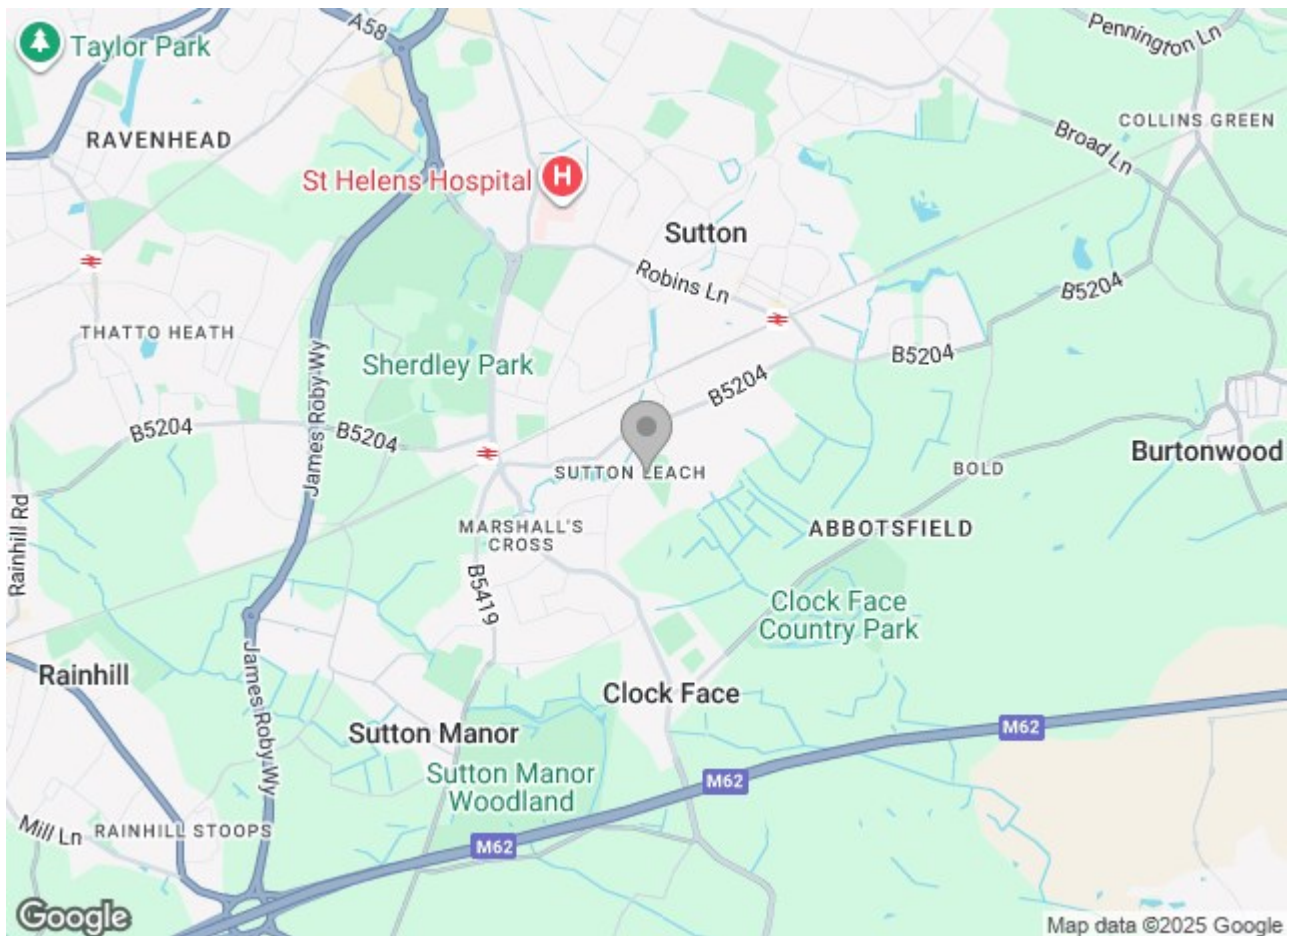 A58
Pennington Ln
Taylor Park
COLLINS GREEN
RAVENHEAD
Broad Ln
St Helens Hospital
H
Sutton
Robins Ln
B5204
THATTO HEATH
James Roby Wy
B5204
Sherdley Park
B5204
B5204
B5204
Burtonwood
SUTTON LEACH
BOLD
Rainhill Rd
MARSHALL'S
CROSS
ABBOTSFIELD
B5419
Clock Face
Country Park
James Roby Wy
Rainhill
Clock Face
Sutton Manor
M62
Sutton Manor
Woodland
M62
Mill Ln
RAINHILL STOOPS
M62
Google
Map data ©2025 Google